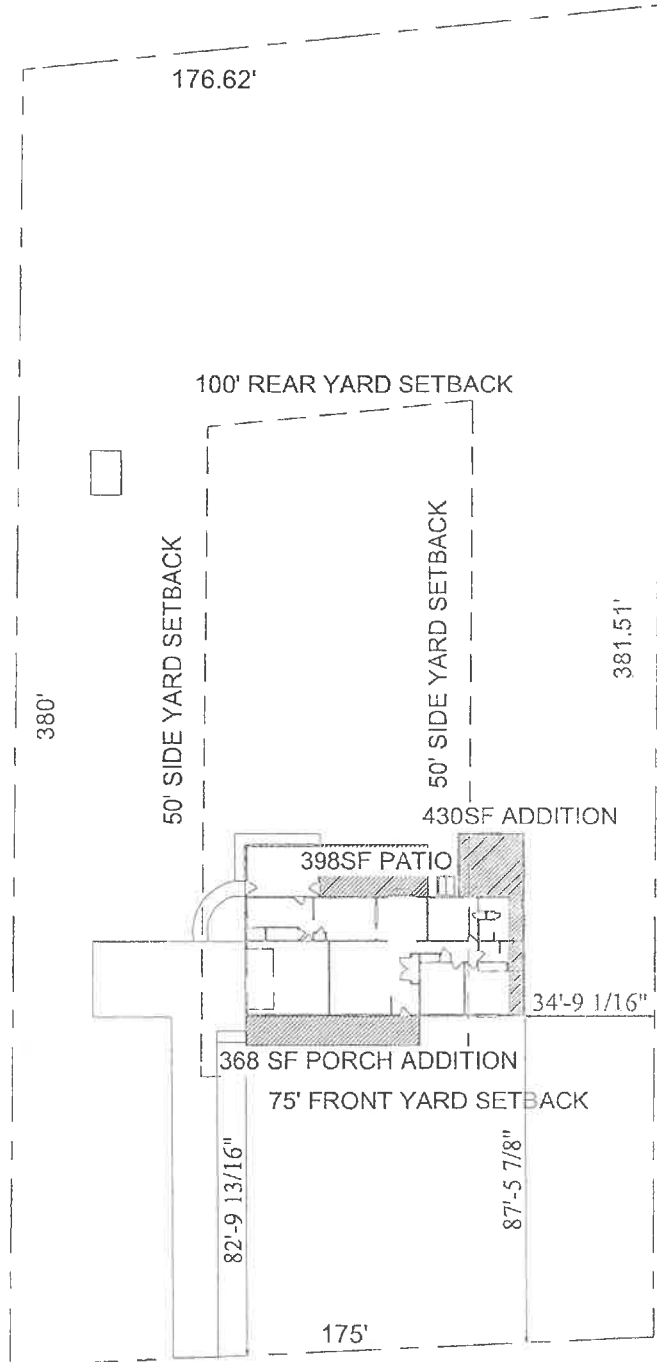 176.62'
100' REAR YARD SETBACK
50' SIDE YARD SETBACK
50' SIDE YARD SETBACK
381.51'
380'
430SF ADDITION
398SF PATIO
34'-9 1/16"
368 SF PORCH ADDITION
75' FRONT YARD SETBACK
82'-9 13/16"
87'-5 7/8"
175'